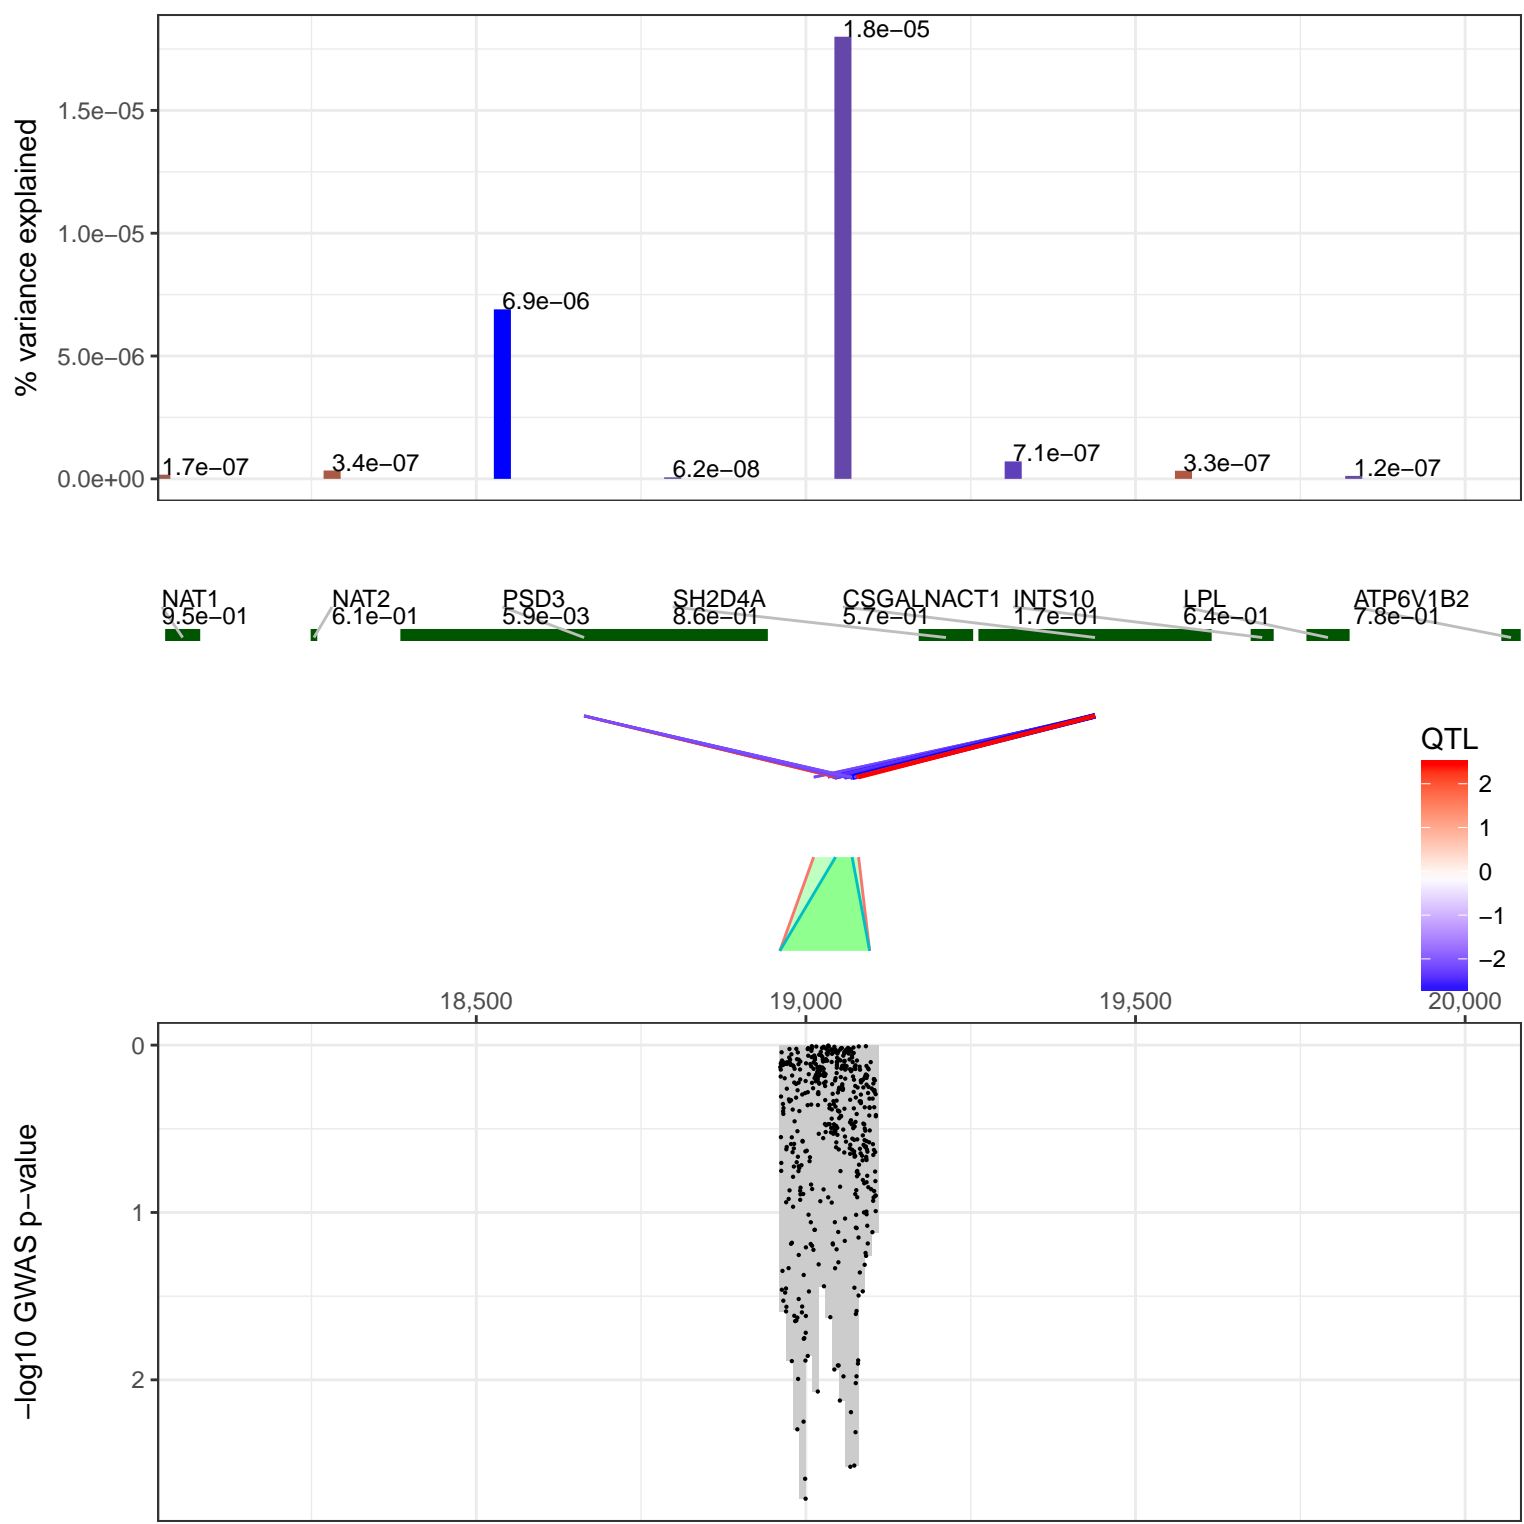 % variance explained
1.5e−05
1.0e−05
5.0e−06
0.0e+00
1.7e−07
3.4e−07
6.9e−06
6.2e−08
1.8e−05
7.1e−07
3.3e−07
1.2e−07
NAT1 NAT2 PSD3 SH2D4A CSGALNACT1 INTS10 LPL ATP6V1B2
9.5e−01 6.1e−01 5.9e−03 8.6e−01 5.7e−01 1.7e−01 6.4e−01 7.8e−01
QTL
2
1
0
−1
−2
18,500 19,000 19,500 20,000
−log10 GWAS p−value
0
1
2